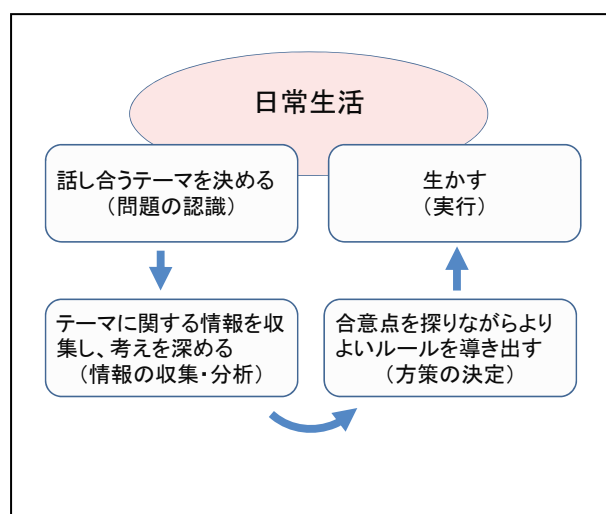 日常生活
話し合うテーマを決める
（問題の認識）
テーマに関する情報を収
集し、考えを深める
（情報の収集・分析）
合意点を探りながらより
よいルールを導き出す
（方策の決定）
生かす
（実行）